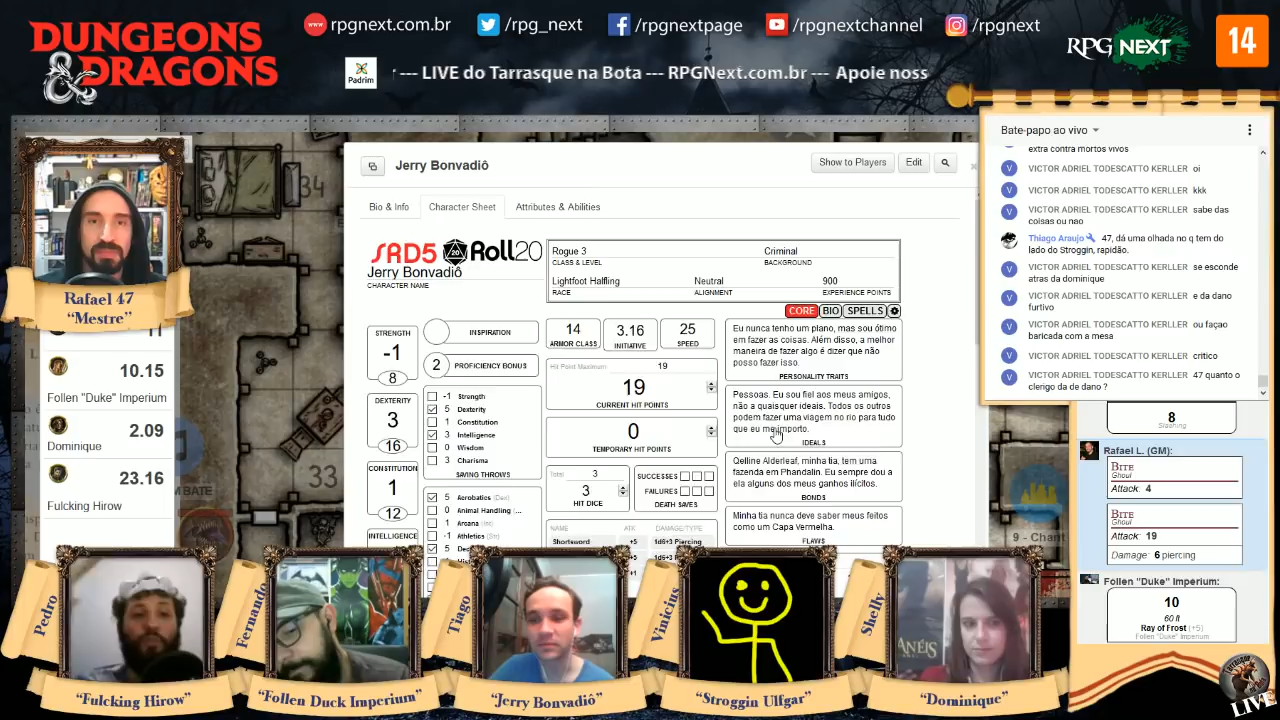 DUNGEONS
& DRAGONS
rpgnext.com.br
/rpg_next
/rpgnextpage
/rpgnextchannel
/rpgnext
RPG NEXT
14
Padrim
--- LIVE do Tarrasque na Bota --- RPGNext.com.br --- Apoie noss
Rafael 47
“Mestre”
10.15
Follen "Duke" Imperium
2.09
Dominique
23.16
Fulcking Hirow
34
33
Jerry Bonvadiô
Show to Players
Edit
Bio & Info
Character Sheet
Attributes & Abilities
SRD5 Roll20
Jerry Bonvadiô
CHARACTER NAME
Rogue 3
Criminal
CLASS & LEVEL
BACKGROUND
Lightfoot Halfling
Neutral
900
RACE
ALIGNMENT
EXPERIENCE POINTS
CORE
BIO
SPELLS
STRENGTH
-1
8
DEXTERITY
3
16
CONSTITUTION
1
12
INTELLIGENCE
INSPIRATION
2
PROFICIENCY BONUS
-1 Strength
5 Dexterity
1 Constitution
3 Intelligence
0 Wisdom
3 Charisma
SAVING THROWS
5 Acrobatics (Dex)
0 Animal Handling (...
1 Arcana (Int)
-1 Athletics (Str)
14
ARMOR CLASS
3.16
INITIATIVE
25
SPEED
Hit Point Maximum
19
19
CURRENT HIT POINTS
0
TEMPORARY HIT POINTS
Total
3
3
HIT DICE
SUCCESSES
FAILURES
DEATH SAVES
NAME
ATK
DAMAGE/TYPE
Shortsword
+5
1d6+3 Piercing
Eu nunca tenho um plano, mas sou ótimo
em fazer as coisas. Além disso, a melhor
maneira de fazer algo é dizer que não
posso fazer isso.
PERSONALITY TRAITS
Pessoas. Eu sou fiel aos meus amigos,
não a quaisquer ideais. Todos os outros
podem fazer uma viagem no rio para tudo
que eu me importo.
IDEALS
Qelline Alderleaf, minha tia, tem uma
fazenda em Phandalin. Eu sempre dou a
ela alguns dos meus ganhos ilícitos.
BONDS
Minha tia nunca deve saber meus feitos
como um Capa Vermelha.
FLAWS
Bate-papo ao vivo
extra contra mortos vivos
V VICTOR ADRIEL TODESCATTO KERLLER oi
V VICTOR ADRIEL TODESCATTO KERLLER kkk
V VICTOR ADRIEL TODESCATTO KERLLER sabe das
coisas ou nao
Thiago Araujo 47, dá uma olhada no q tem do
lado do Stroggin, rapidão.
V VICTOR ADRIEL TODESCATTO KERLLER se esconde
atras da dominique
V VICTOR ADRIEL TODESCATTO KERLLER e da dano
furtivo
V VICTOR ADRIEL TODESCATTO KERLLER ou façao
baricada com a mesa
V VICTOR ADRIEL TODESCATTO KERLLER critico
V VICTOR ADRIEL TODESCATTO KERLLER 47 quanto o
clerigo da de dano ?
8
Slashing
Rafael L. (GM):
BITE
Ghoul
Attack: 4
BITE
Ghoul
Attack: 19
Damage: 6 piercing
Follen "Duke" Imperium:
10
60 ft
Ray of Frost (+5)
Follen "Duke" Imperium
9 - Chant
Pedro
“Fulcking Hirow”
Fernando
“Follen Duck Imperium”
Tiago
“Jerry Bonvadiô”
Vinicius
“Stroggin Ulfgar”
Shelly
“Dominique”
ANÉIS
LIVE